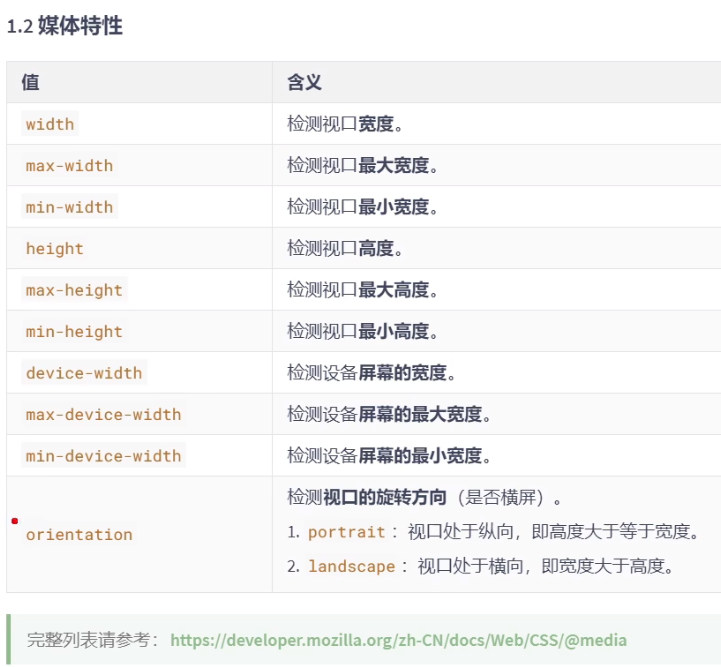 1.2 媒体特性
值 含义
width 检测视口宽度。
max-width 检测视口最大宽度。
min-width 检测视口最小宽度。
height 检测视口高度。
max-height 检测视口最大高度。
min-height 检测视口最小高度。
device-width 检测设备屏幕的宽度。
max-device-width 检测设备屏幕的最大宽度。
min-device-width 检测设备屏幕的最小宽度。
检测视口的旋转方向（是否横屏）。
orientation 1. portrait ：视口处于纵向，即高度大于等于宽度。
2. landscape ：视口处于横向，即宽度大于高度。
完整列表请参考：https://developer.mozilla.org/zh-CN/docs/Web/CSS/@media